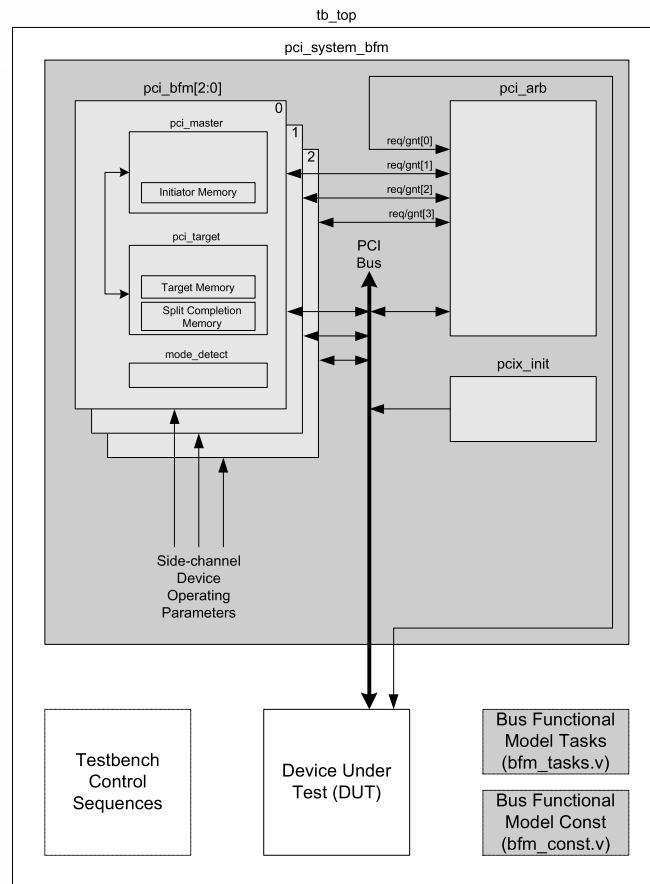 tb_top
pci_system_bfm
pci_bfm[2:0]
pci_arb
0
pci_master
1
req/gnt[0]
2
req/gnt[1]
Initiator Memory
req/gnt[2]
req/gnt[3]
pci_target
PCI
Bus
Target Memory
Split Completion
Memory
mode_detect
pcix_init
Side-channel
Device
Operating
Parameters
Testbench
Control
Sequences
Device Under
Test (DUT)
Bus Functional
Model Tasks
(bfm_tasks.v)
Bus Functional
Model Const
(bfm_const.v)